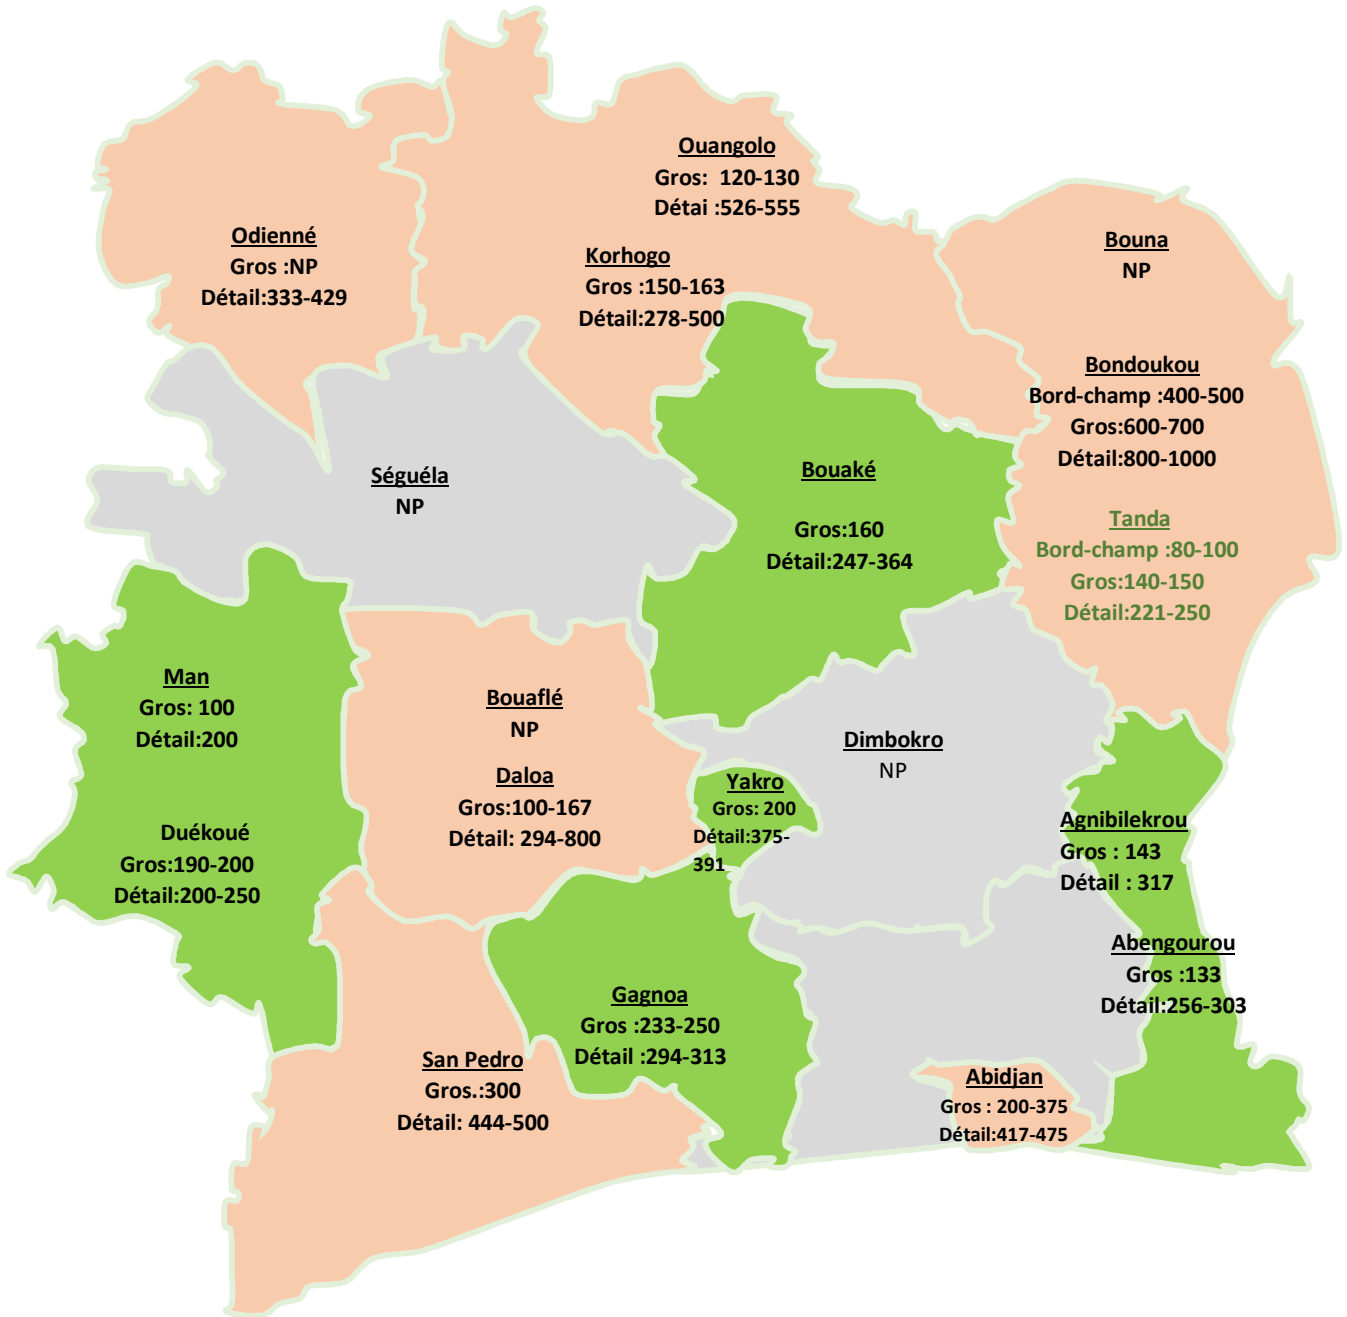 Ouangolo
Gros: 120-130
Détai :526-555
Odienné
Gros :NP
Détail:333-429
Korhogo
Gros :150-163
Détail:278-500
Bouna
NP
Bondoukou
Bord-champ :400-500
Gros:600-700
Détail:800-1000
Séguéla
NP
Bouaké
Gros:160
Détail:247-364
Tanda
Bord-champ :80-100
Gros:140-150
Détail:221-250
Man
Gros: 100
Détail:200
Bouaflé
NP
Dimbokro
NP
Daloa
Gros:100-167
Détail: 294-800
Yakro
Gros: 200
Détail:375-
391
Duékoué
Gros:190-200
Détail:200-250
Agnibilekrou
Gros : 143
Détail : 317
Abengourou
Gros :133
Détail:256-303
Gagnoa
Gros :233-250
Détail :294-313
San Pedro
Gros.:300
Détail: 444-500
Abidjan
Gros : 200-375
Détail:417-475